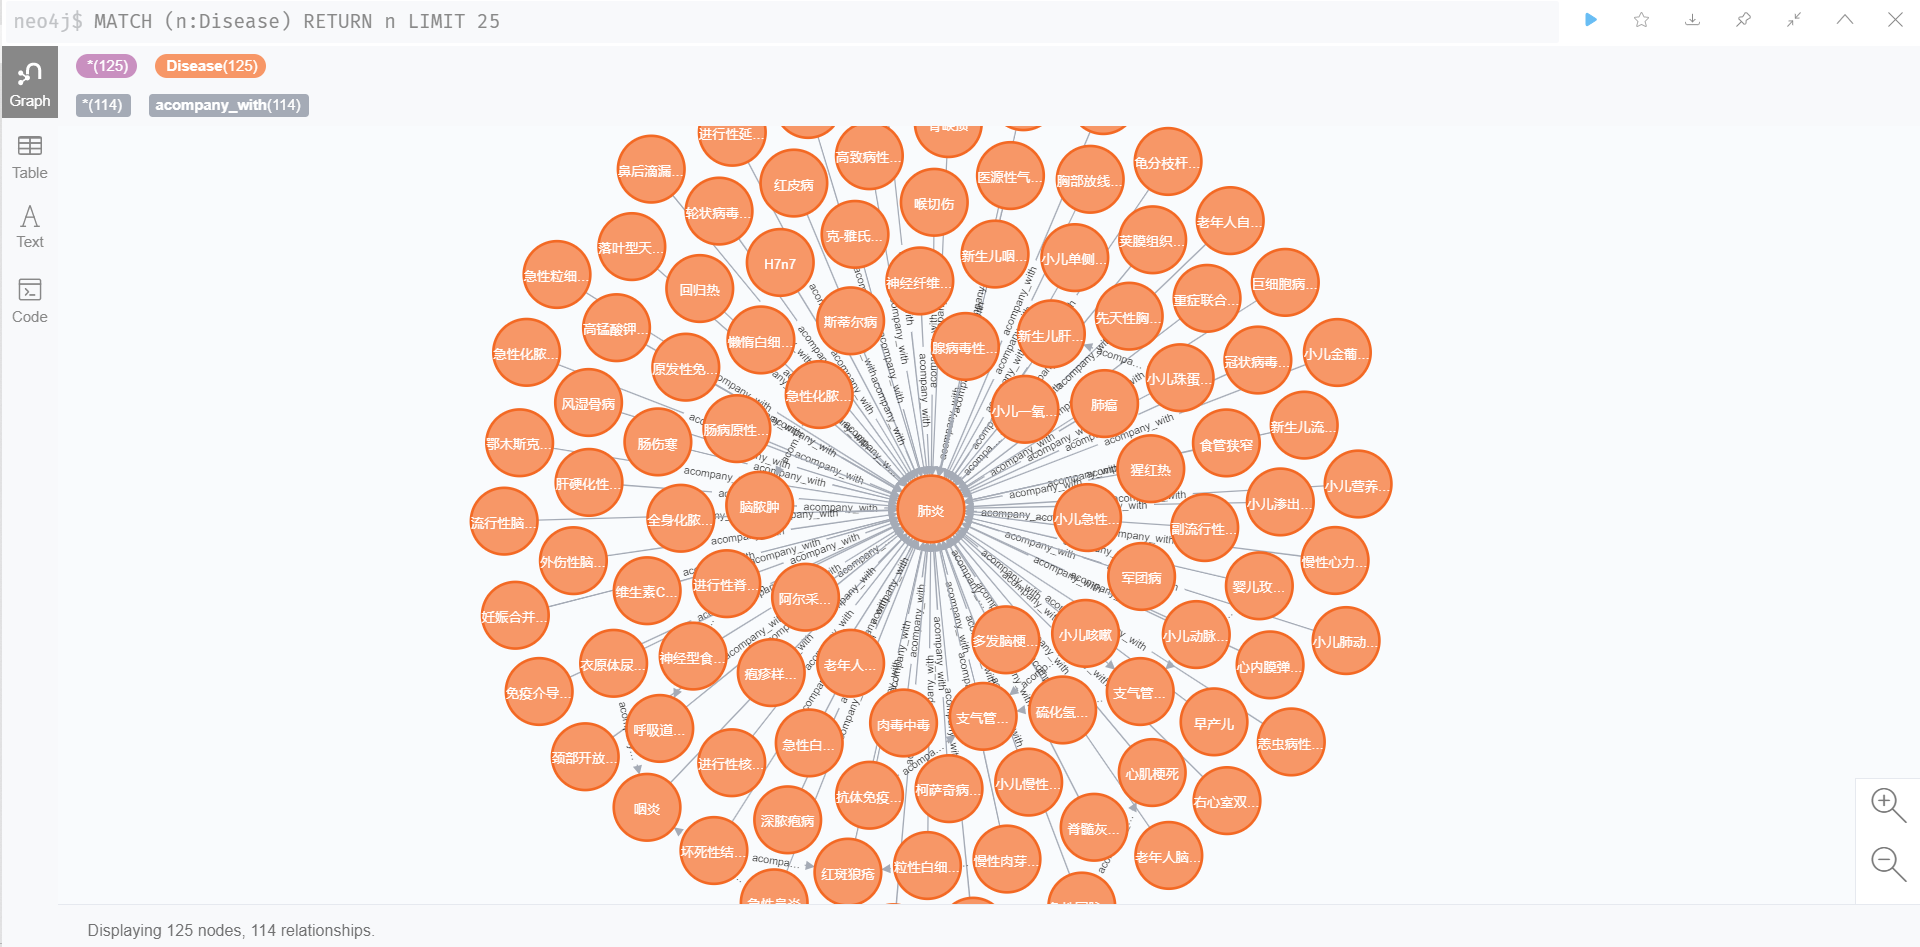 neo4j$ MATCH (n:Disease) RETURN n LIMIT 25
*(125) Disease(125)
*(114) acompany_with(114)
Graph
Table
Text
Code
进行性延...
高致病性...
鼻后滴漏...
红皮病
医源性气...
胸部放线...
龟分枝杆...
轮状病毒...
喉切伤
老年人自...
落叶型天...
克-雅氏...
新生儿咽...
小儿单侧...
荚膜组织...
急性粒细...
H7n7
神经纤维...
巨细胞病...
回归热
重症联合...
高锰酸钾...
斯蒂尔病
先天性胸...
懒惰白细...
腺病毒性...
新生儿肝...
急性化脓...
原发性免...
冠状病毒...
小儿金葡...
小儿珠蛋...
风湿骨病
急性化脓...
小儿一氧...
肺瘤
鄂木斯克...
肠伤寒
肠病原性...
食管狭窄
新生儿流...
猩红热
肝硬化性...
小儿营养...
流行性脑...
全身化脓...
脑脓肿
肺炎
小儿急性...
副流行性...
小儿渗出...
外伤性脑...
慢性心力...
维生素C...
进行性脊...
阿尔采...
军团病
婴儿玫...
妊娠合并...
多发脑梗...
小儿咳嗽
小儿动脉...
小儿肺动...
衣原体尿...
神经型食...
疱疹样...
老年人...
心内膜弹...
免疫介导...
支气管...
呼吸道...
肉毒中毒
支气管...
硫化氢...
早产儿
颈部开放...
进行性核...
急性白...
恙虫病性...
咽炎
抗体免疫...
柯萨奇病...
小儿慢性...
心肌梗死
右心室双...
深脓疱病
脊髓灰...
坏死性结...
红斑狼疮
粒性白细...
慢性肉芽...
老年人脑...
acompany_with
acompa...
Displaying 125 nodes, 114 relationships.